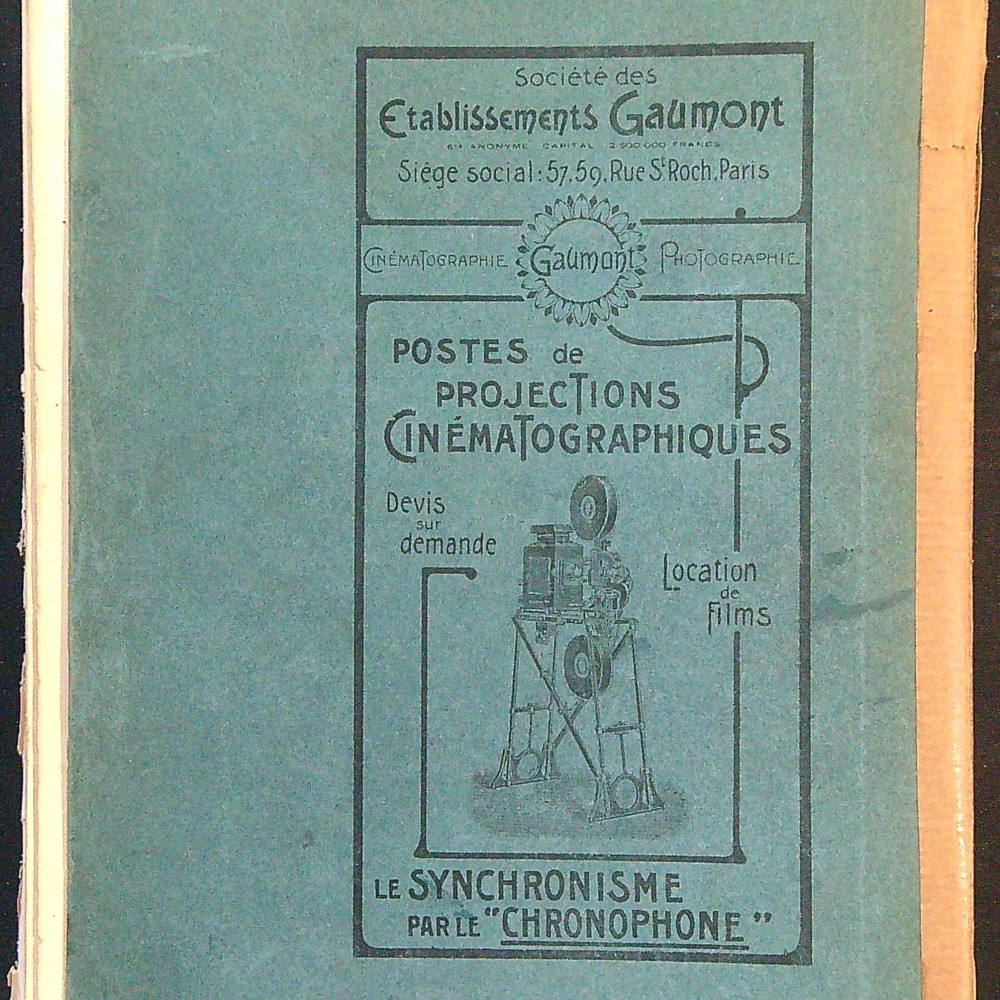 Société des
Etablissements Gaumont
Sté ANONYME CAPITAL 2.500.000 FRANCS
Siège social: 57.59, Rue St Roch, Paris
CINÉMATOGRAPHIE Gaumont PHOTOGRAPHIE
POSTES de
PROJECTIONS
CINÉMATOGRAPHIQUES
Devis
sur
demande
Location
de
films
LE SYNCHRONISME
PAR LE "CHRONOPHONE"